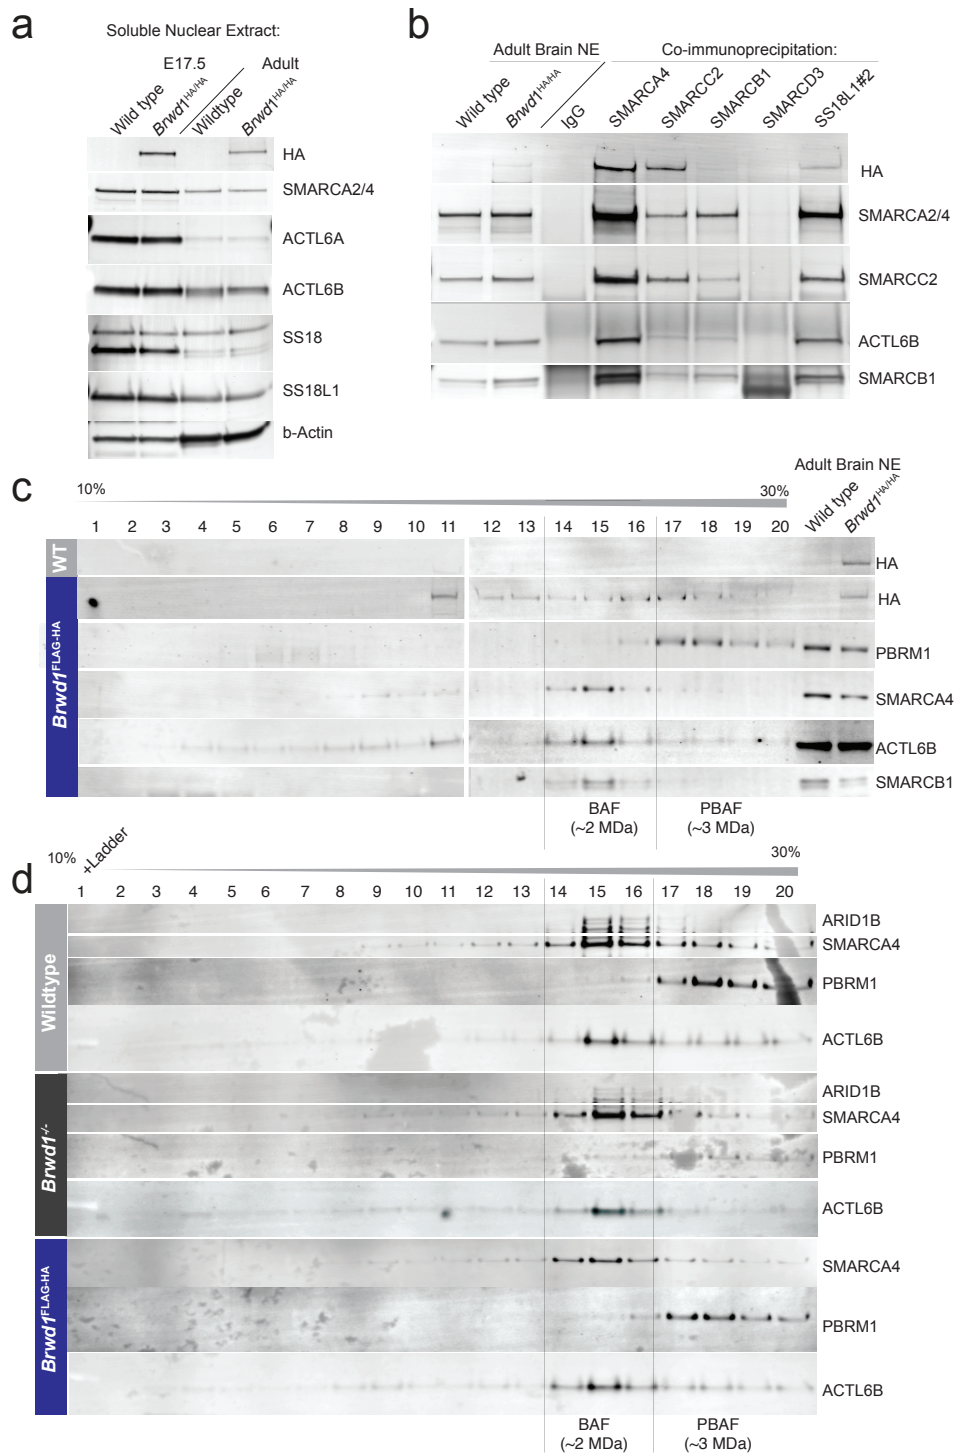 a
Soluble Nuclear Extract:
E17.5 Adult
Wild type Brwd1HA/HA Wildtype Brwd1HA/HA
HA
SMARCA2/4
ACTL6A
ACTL6B
SS18
SS18L1
b-Actin
b
Adult Brain NE Co-immunoprecipitation:
Wild type Brwd1HA/HA IgG SMARCA4 SMARCC2 SMARCB1 SMARCD3 SS18L1#2
HA
SMARCA2/4
SMARCC2
ACTL6B
SMARCB1
c
10% 30%
Adult Brain NE
Wild type Brwd1HA/HA
1 2 3 4 5 6 7 8 9 10 11 12 13 14 15 16 17 18 19 20
WT
HA
Brwd1FLAG-HA
HA
PBRM1
SMARCA4
ACTL6B
SMARCB1
BAF PBAF
(~2 MDa) (~3 MDa)
d
10% +Ladder 30%
1 2 3 4 5 6 7 8 9 10 11 12 13 14 15 16 17 18 19 20
Wildtype
ARID1B
SMARCA4
PBRM1
ACTL6B
Brwd1-/-
ARID1B
SMARCA4
PBRM1
ACTL6B
Brwd1FLAG-HA
SMARCA4
PBRM1
ACTL6B
BAF PBAF
(~2 MDa) (~3 MDa)